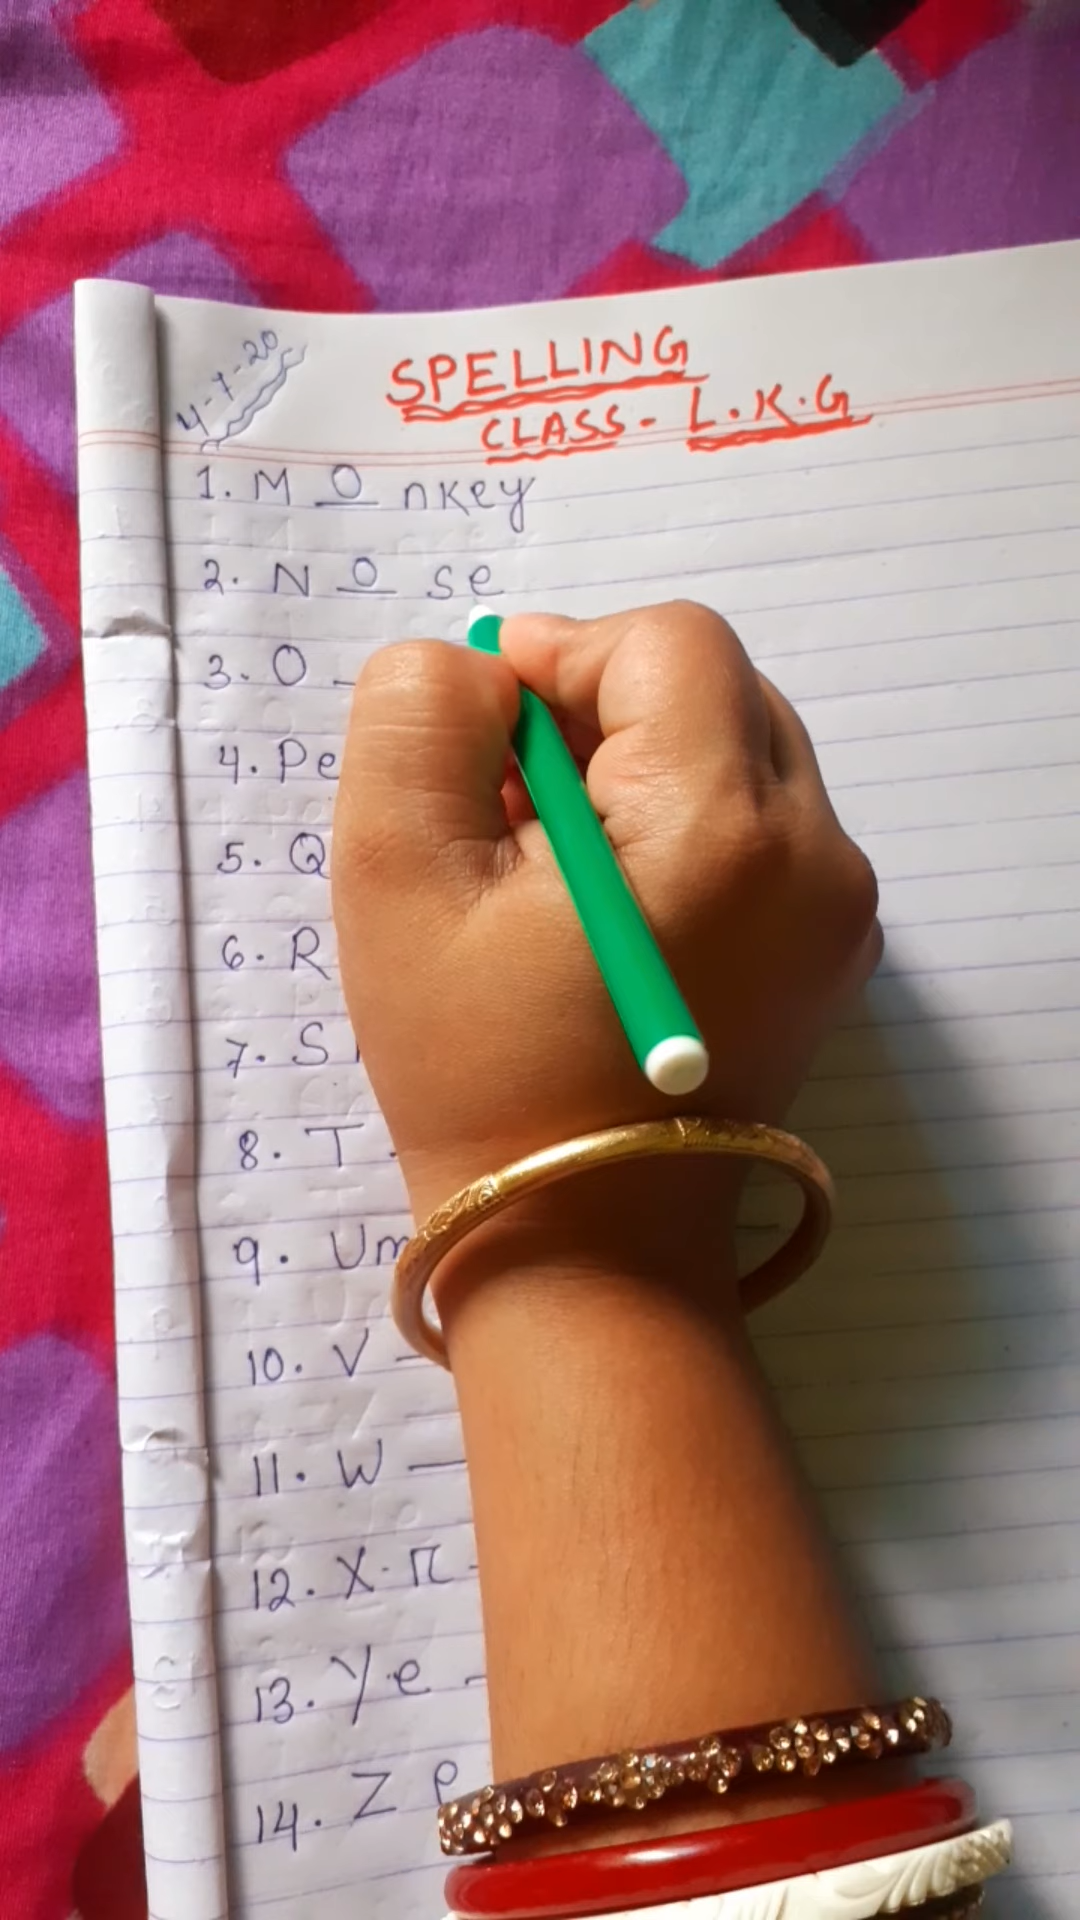 4-7-20
SPELLING
CLASS - L.K.G
1. M O nkey
2. N O se
3. O
4. Pe
5. Q
6. R
7. S
8. T
9. Um
10. V
11. W
12. X-r
13. Ye
14. Ze